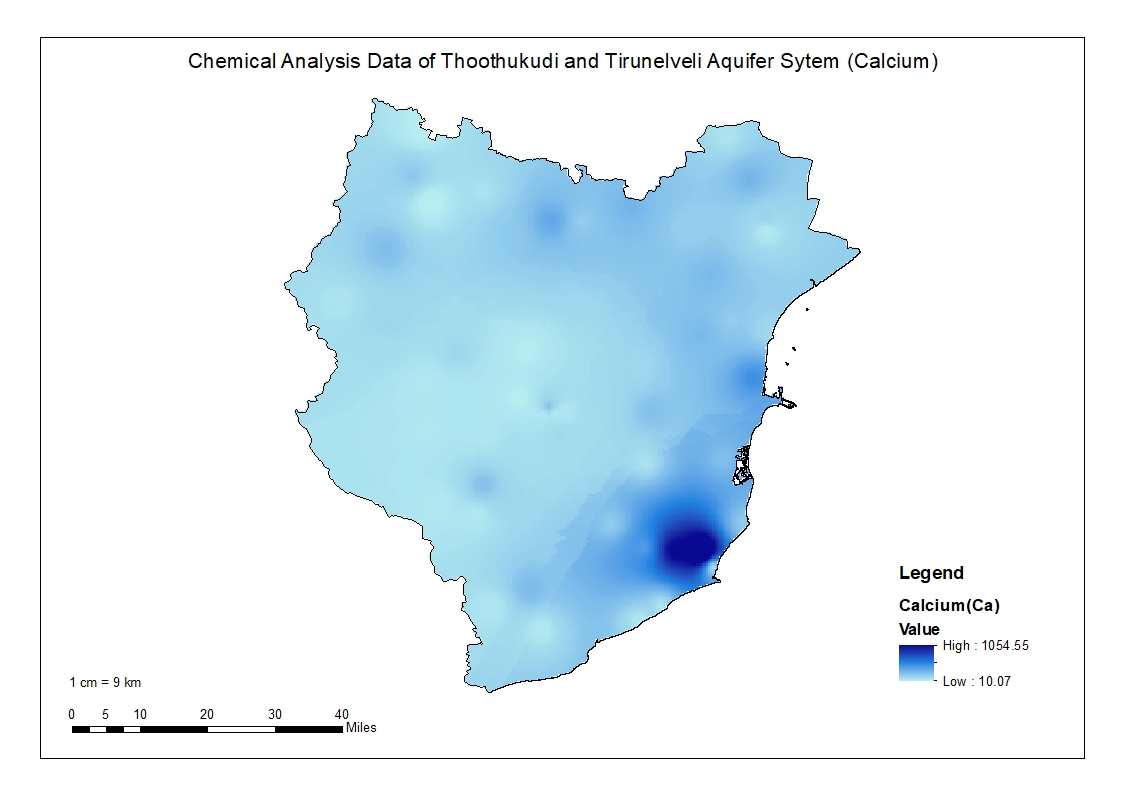 Chemical Analysis Data of Thoothukudi and Tirunelveli Aquifer Sytem (Calcium)
Legend
Calcium(Ca)
Value
High : 1054.55
Low : 10.07
1 cm = 9 km
0 5 10 20 30 40
Miles